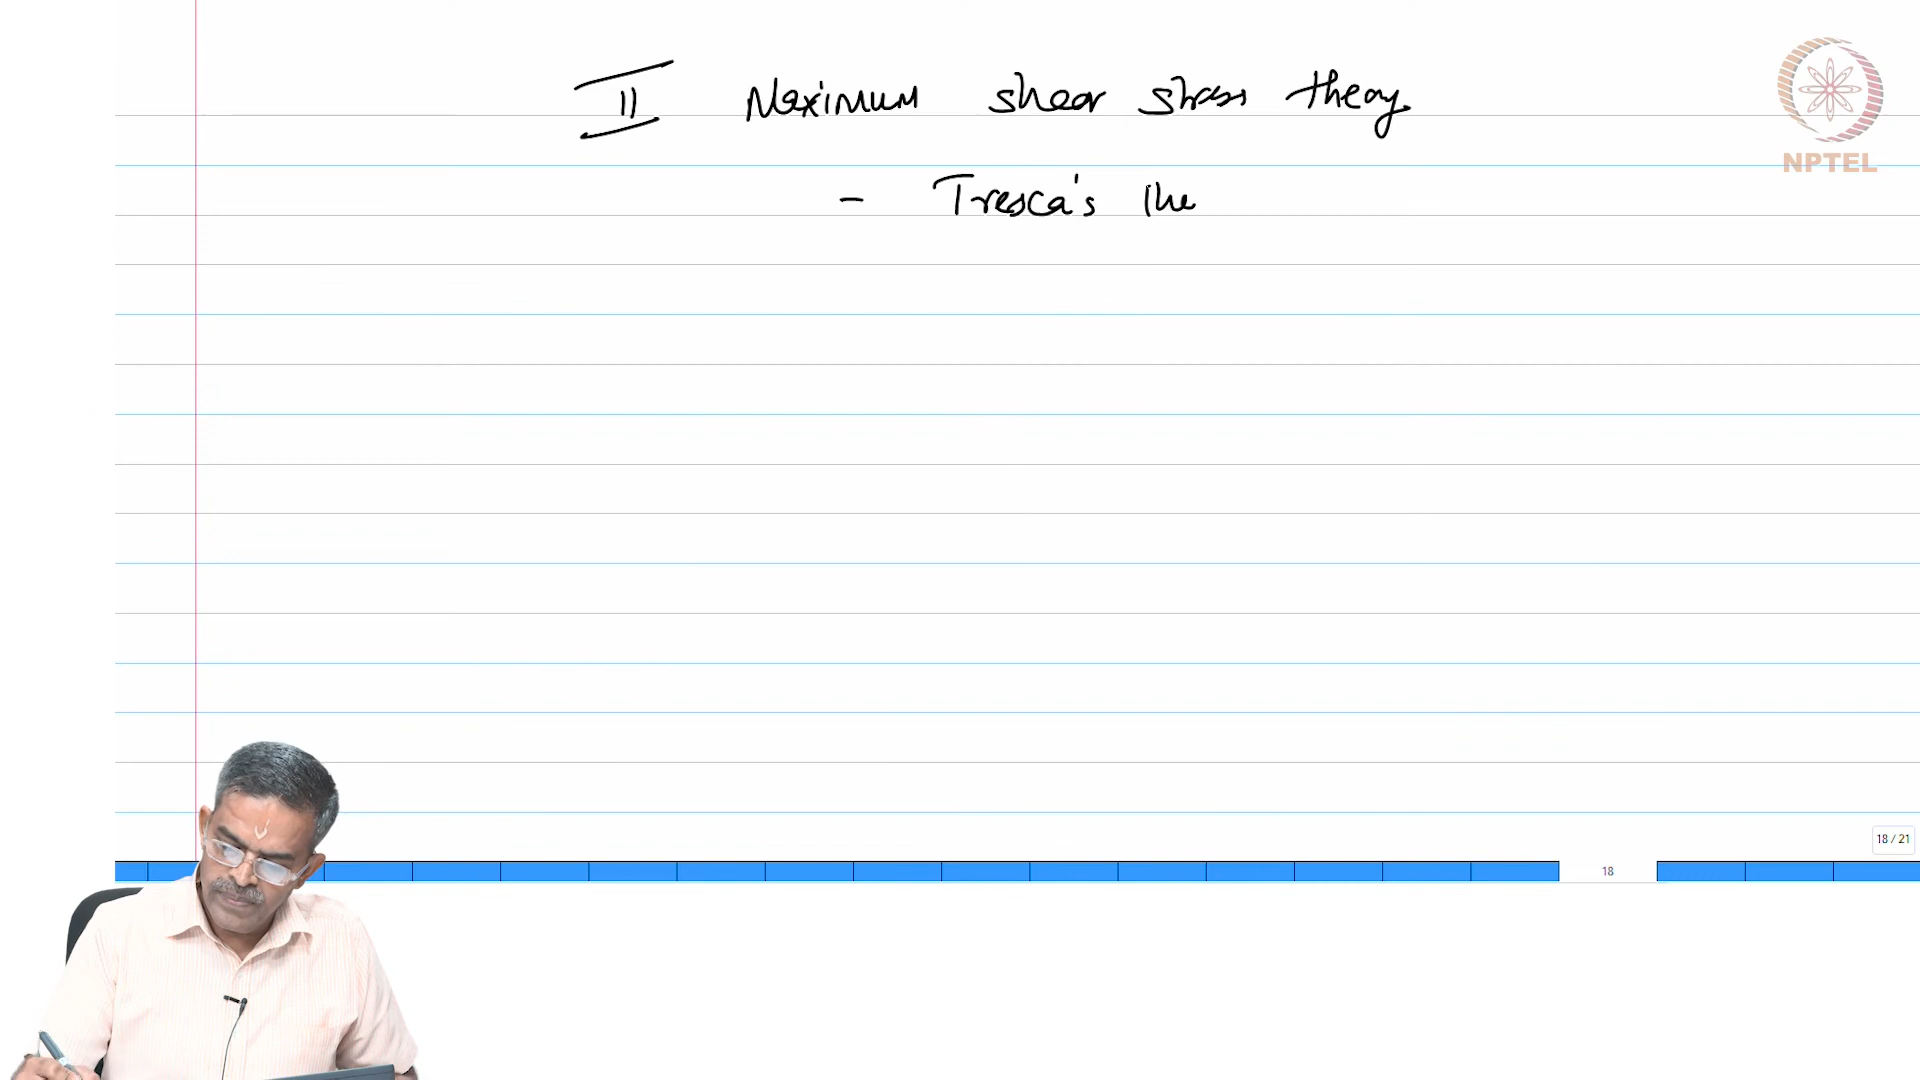 II Maximum shear stress theory.
- Tresca's the
NPTEL
18 / 21
18